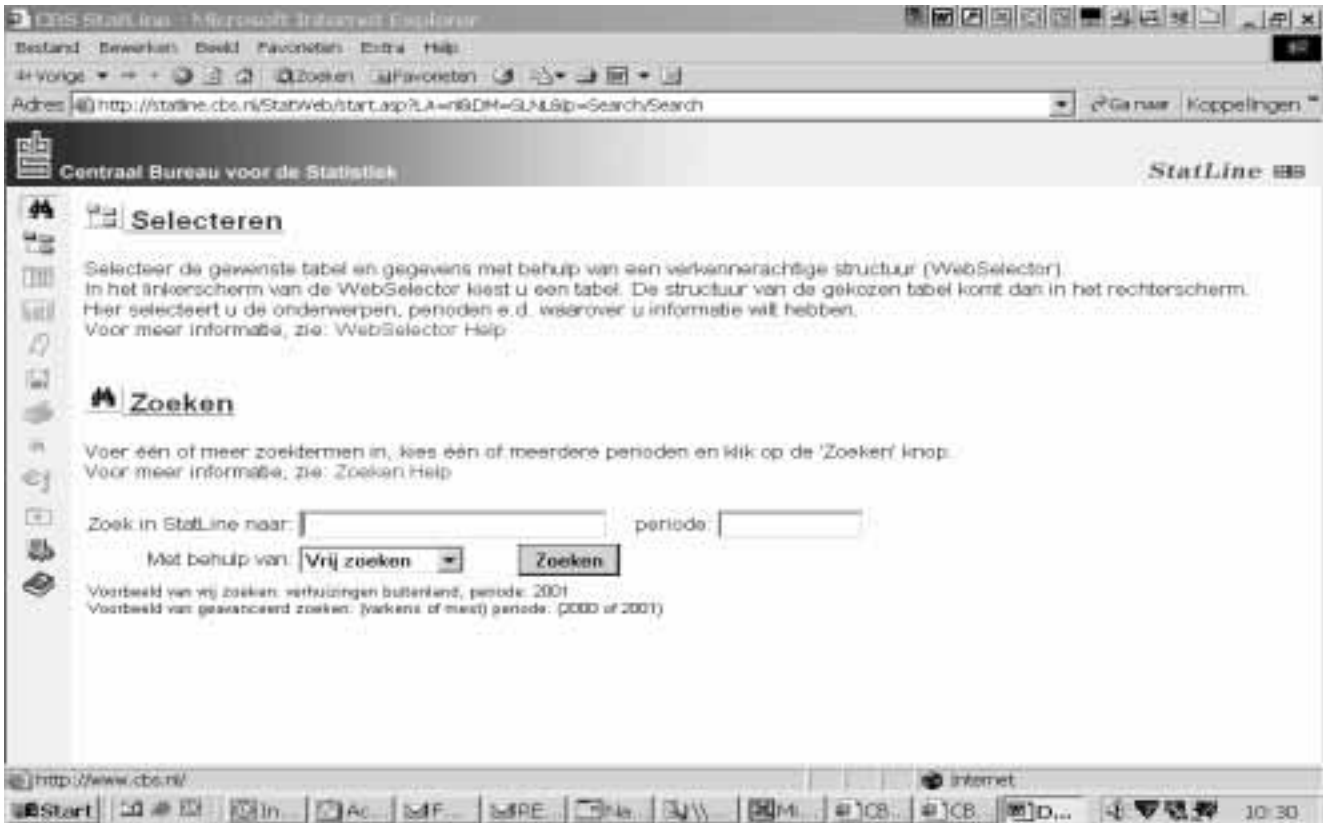 CBS StatLine - Microsoft Internet Explorer
Bestand Bewerken Beeld Favorieten Extra Help
Vorige Zoeken Favorieten
Adres http://statline.cbs.nl/StatWeb/start.asp?LA=nl&DM=SLNL&lp=Search/Search Ga naar Koppelingen
Centraal Bureau voor de Statistiek
StatLine
Selecteren
Selecteer de gewenste tabel en gegevens met behulp van een verkennerachtige structuur (WebSelector).
In het linkerscherm van de WebSelector kiest u een tabel. De structuur van de gekozen tabel komt dan in het rechterscherm.
Hier selecteert u de onderwerpen, perioden e.d. waarover u informatie wilt hebben.
Voor meer informatie, zie: WebSelector Help
Zoeken
Voer één of meer zoektermen in, kies één of meerdere perioden en klik op de 'Zoeken' knop.
Voor meer informatie, zie: Zoeken Help
Zoek in StatLine naar: periode:
Met behulp van: Vrij zoeken Zoeken
Voorbeeld van vrij zoeken: verhuizingen buitenland, periode: 2001
Voorbeeld van geavanceerd zoeken: (varkens of mest) periode: (2000 of 2001)
http://www.cbs.nl/ Internet
Start In... Ac... F... RE... Na... \\... Mi... CB... CB... D... 10:30